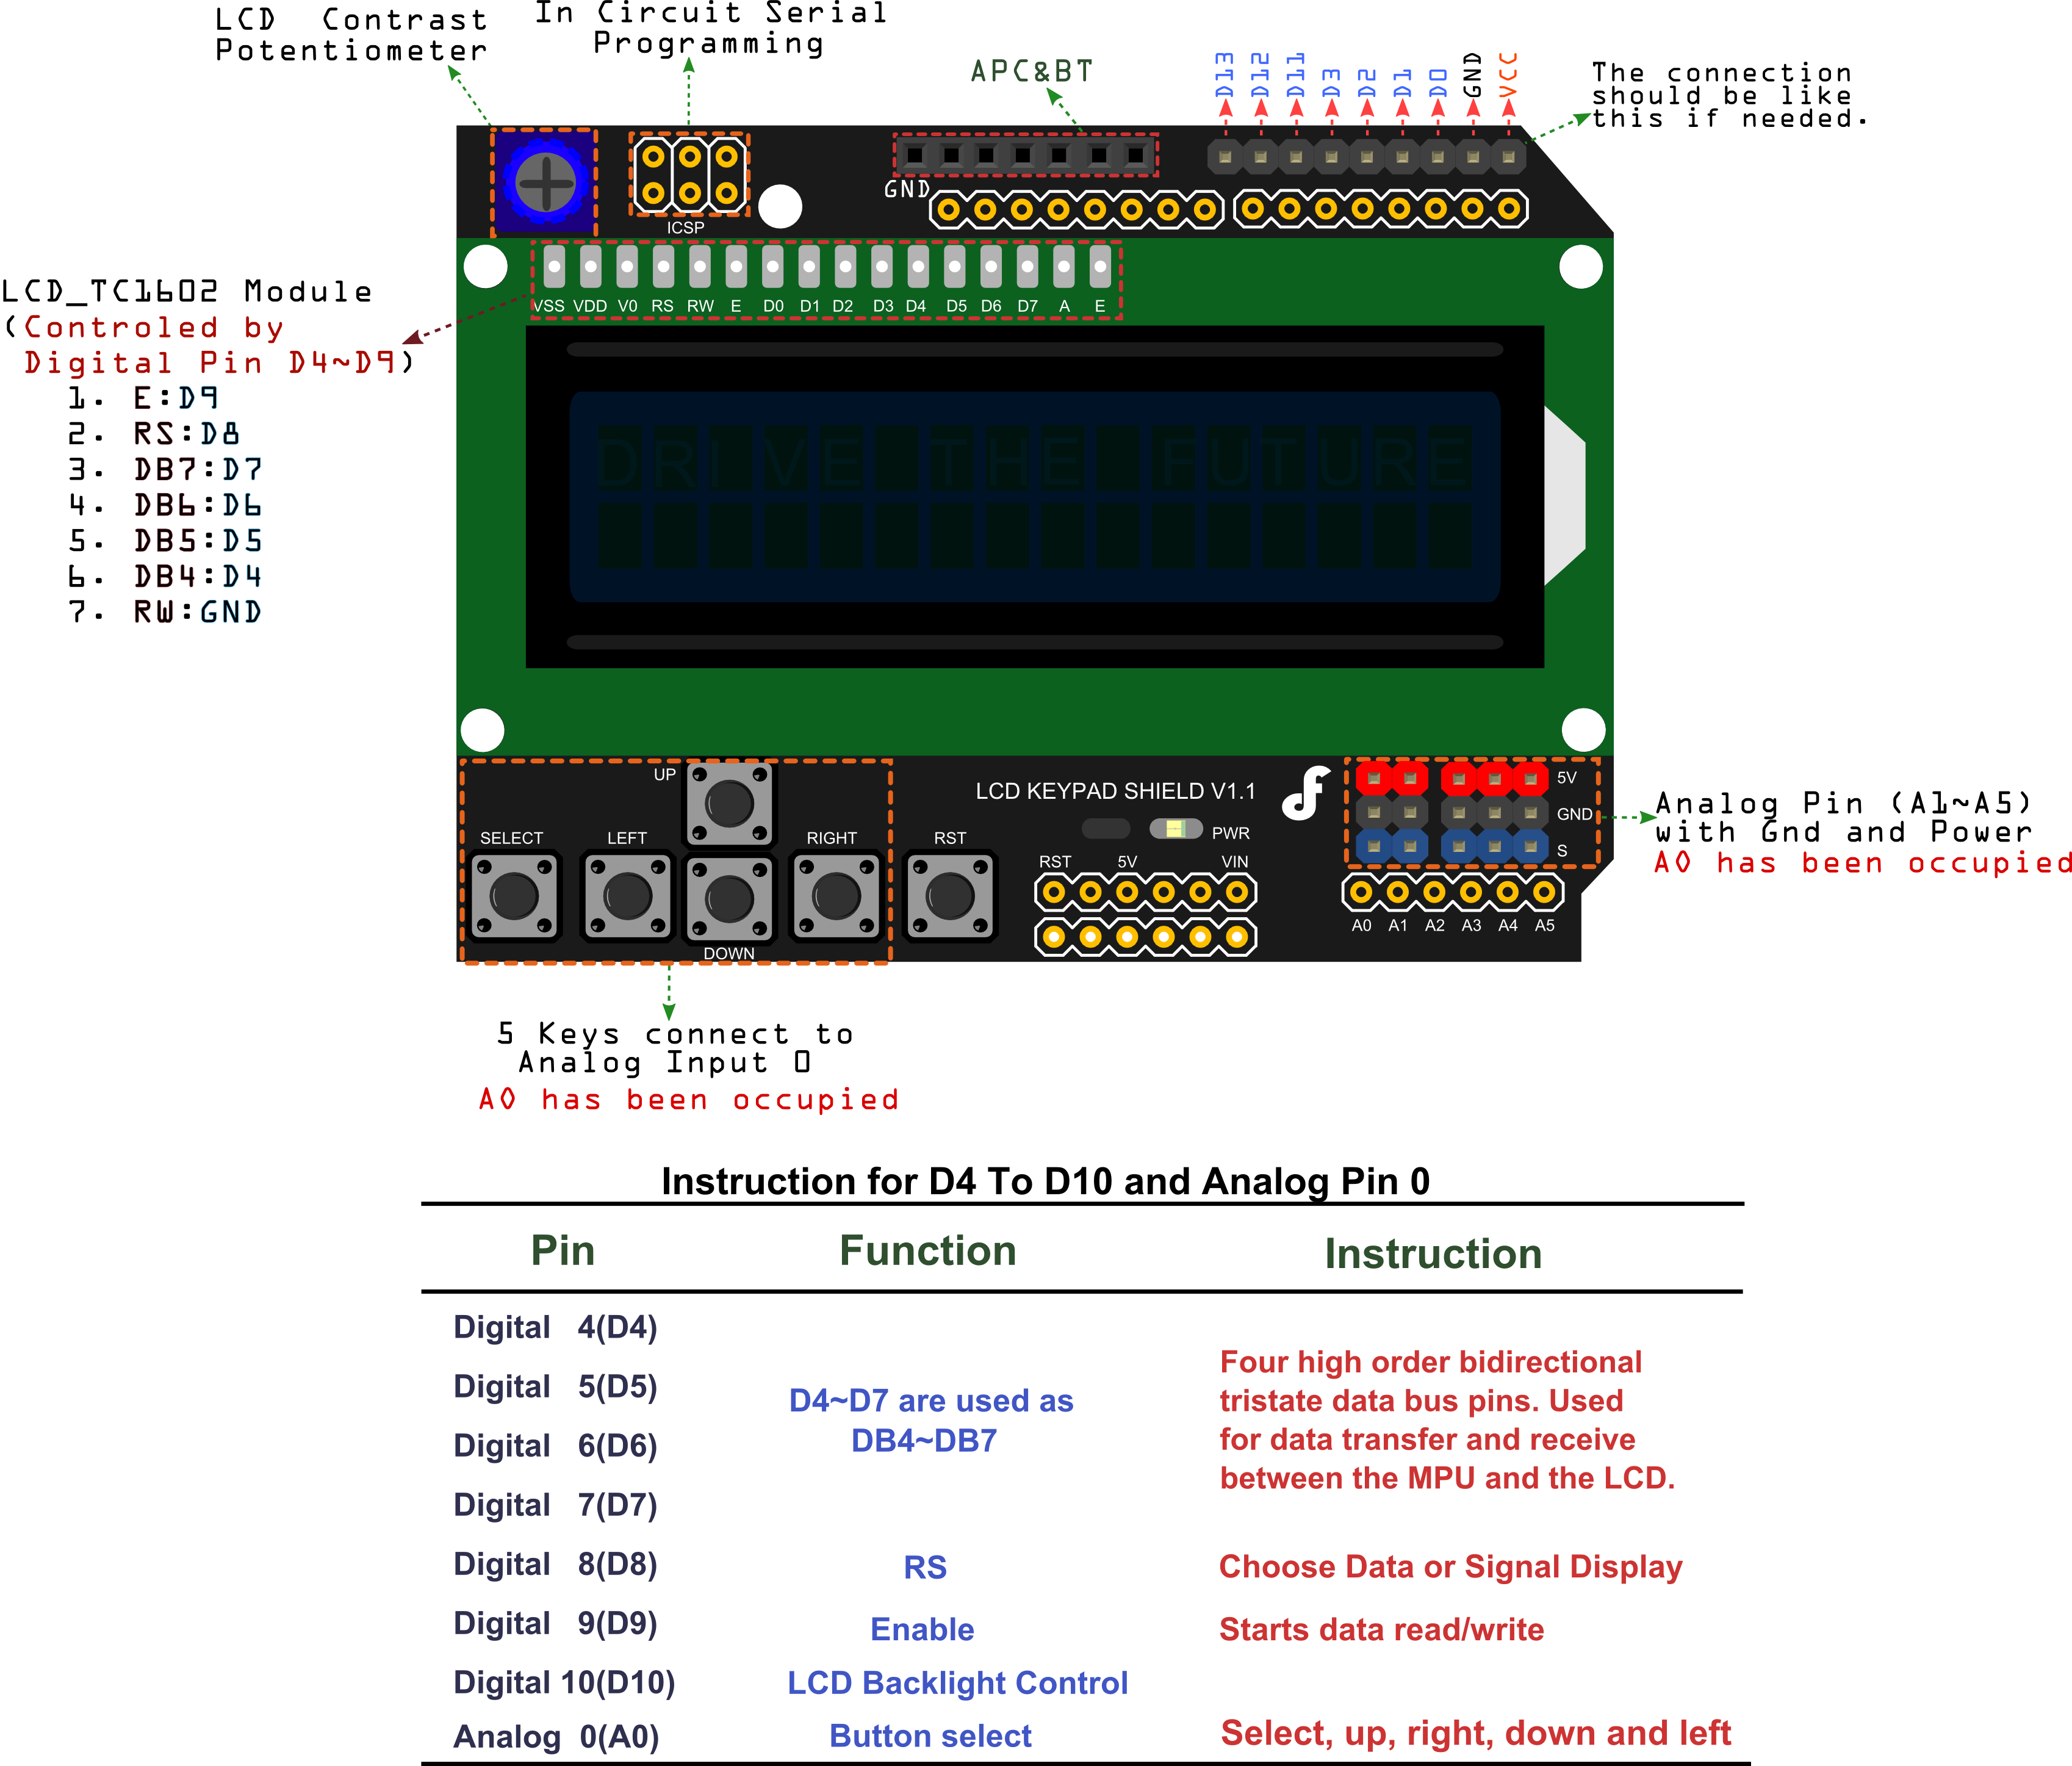 LCD Contrast
Potentiometer
In Circuit Serial
Programming
APC&BT
D13 D12 D11 D3 D2 D1 D0 GND VCC
The connection
should be like
this if needed.
GND
ICSP
VSS VDD V0 RS RW E D0 D1 D2 D3 D4 D5 D6 D7 A E
LCD_TC1602 Module
(Controled by
Digital Pin D4~D9)
1. E:D9
2. RS:D8
3. DB7:D7
4. DB6:D6
5. DB5:D5
6. DB4:D4
7. RW:GND
DRIVE THE FUTURE
UP
SELECT LEFT RIGHT RST
DOWN
LCD KEYPAD SHIELD V1.1
PWR
RST 5V VIN
5V
GND
S
A0 A1 A2 A3 A4 A5
Analog Pin (A1~A5)
with Gnd and Power
A0 has been occupied
5 Keys connect to
Analog Input 0
A0 has been occupied
Instruction for D4 To D10 and Analog Pin 0
Pin Function Instruction
Digital 4(D4)
Digital 5(D5)
Digital 6(D6)
Digital 7(D7)
D4~D7 are used as
DB4~DB7
Four high order bidirectional
tristate data bus pins. Used
for data transfer and receive
between the MPU and the LCD.
Digital 8(D8) RS Choose Data or Signal Display
Digital 9(D9) Enable Starts data read/write
Digital 10(D10) LCD Backlight Control
Analog 0(A0) Button select Select, up, right, down and left